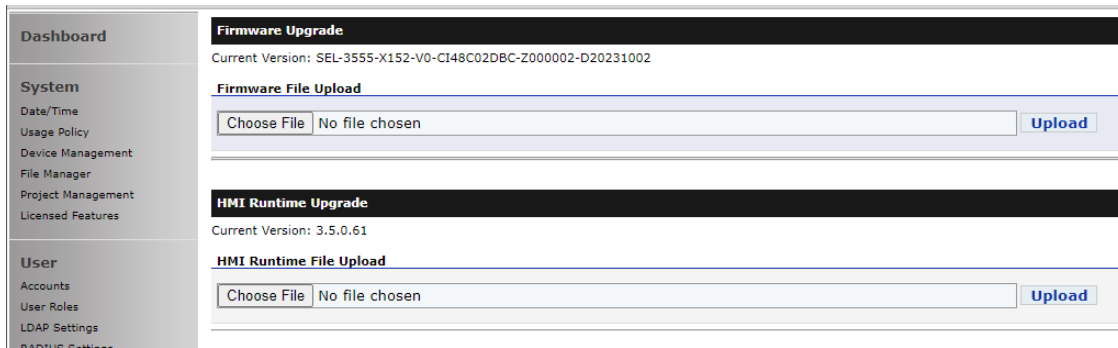 Dashboard
System
Date/Time
Usage Policy
Device Management
File Manager
Project Management
Licensed Features
User
Accounts
User Roles
LDAP Settings
RADIUS Settings
Firmware Upgrade
Current Version: SEL-3555-X152-V0-CI48C02DBC-Z000002-D20231002
Firmware File Upload
Choose File No file chosen Upload
HMI Runtime Upgrade
Current Version: 3.5.0.61
HMI Runtime File Upload
Choose File No file chosen Upload